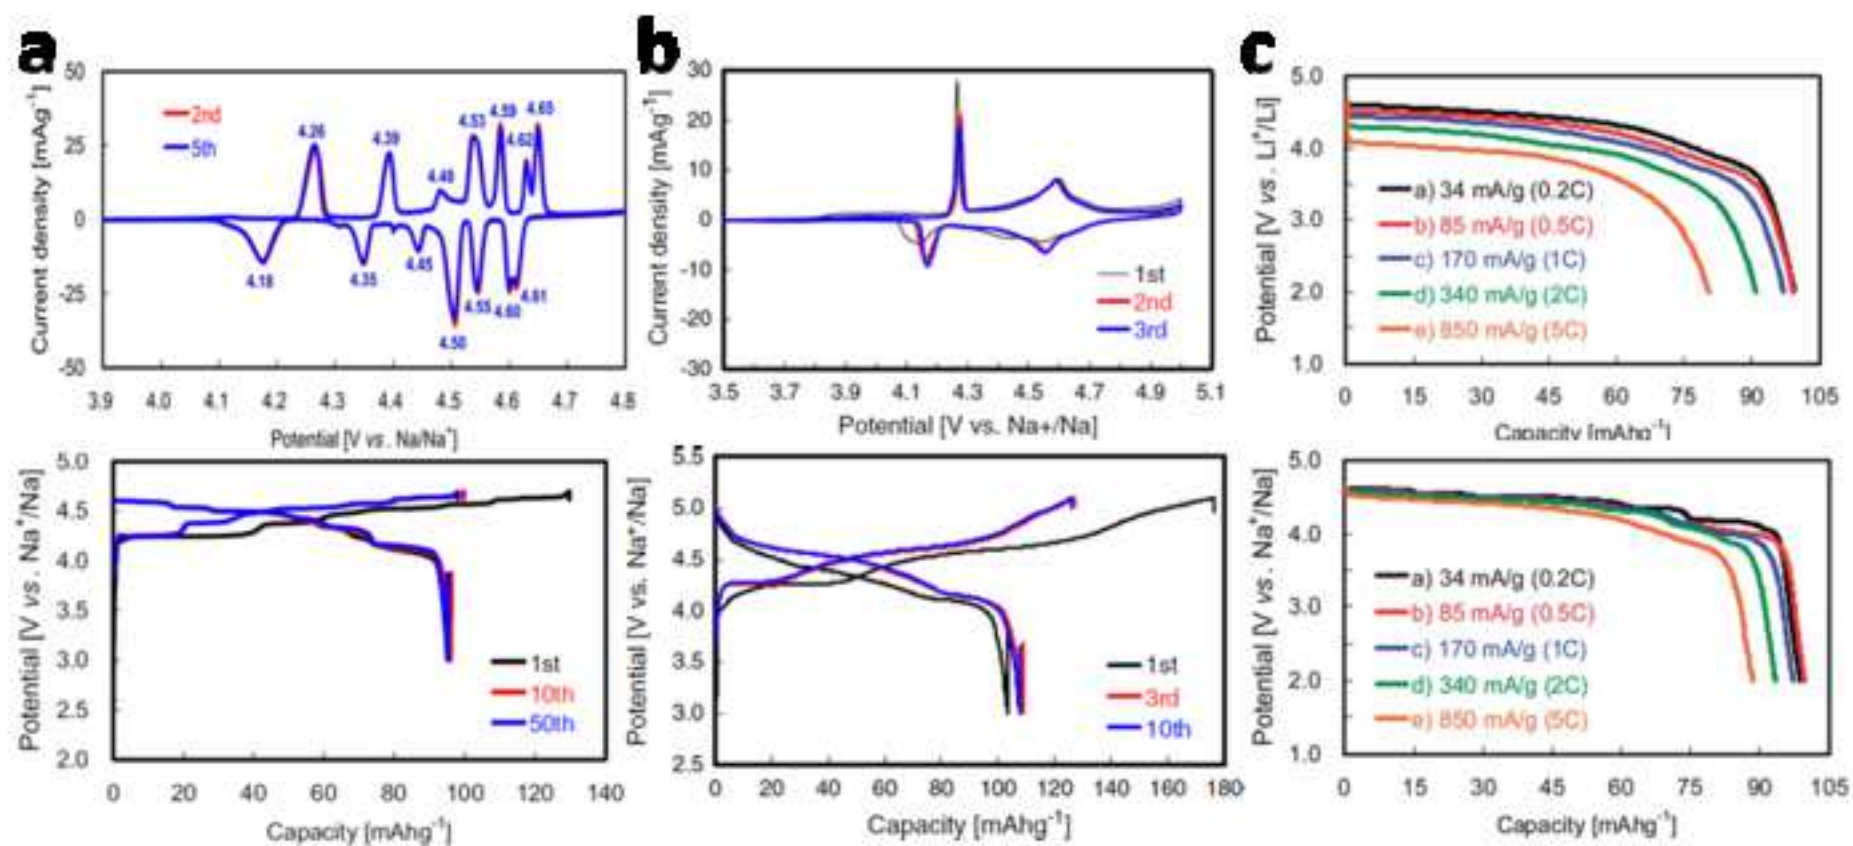 a
50
25
0
-25
-50
Current density [mAg-1]
2nd
5th
4.26
4.39
4.48
4.53
4.59
4.62
4.65
4.18
4.35
4.45
4.50
4.55
4.60
4.61
3.9 4.0 4.1 4.2 4.3 4.4 4.5 4.6 4.7 4.8
Potential [V vs. Na/Na+]
b
30
20
10
0
-10
-20
-30
Current density [mAg-1]
1st
2nd
3rd
3.5 3.7 3.9 4.1 4.3 4.5 4.7 4.9 5.1
Potential [V vs. Na+/Na]
c
5.0
4.0
3.0
2.0
1.0
Potential [V vs. Li+/Li]
a) 34 mA/g (0.2C)
b) 85 mA/g (0.5C)
c) 170 mA/g (1C)
d) 340 mA/g (2C)
e) 850 mA/g (5C)
0 15 30 45 60 75 90 105
Capacity [mAhg-1]
5.0
4.5
4.0
3.5
3.0
2.5
2.0
Potential [V vs. Na+/Na]
1st
10th
50th
0 20 40 60 80 100 120 140
Capacity [mAhg-1]
5.5
5.0
4.5
4.0
3.5
3.0
2.5
Potential [V vs. Na+/Na]
1st
3rd
10th
0 20 40 60 80 100 120 140 160 180
Capacity [mAhg-1]
5.0
4.0
3.0
2.0
1.0
Potential [V vs. Na+/Na]
a) 34 mA/g (0.2C)
b) 85 mA/g (0.5C)
c) 170 mA/g (1C)
d) 340 mA/g (2C)
e) 850 mA/g (5C)
0 15 30 45 60 75 90 105
Capacity [mAhg-1]